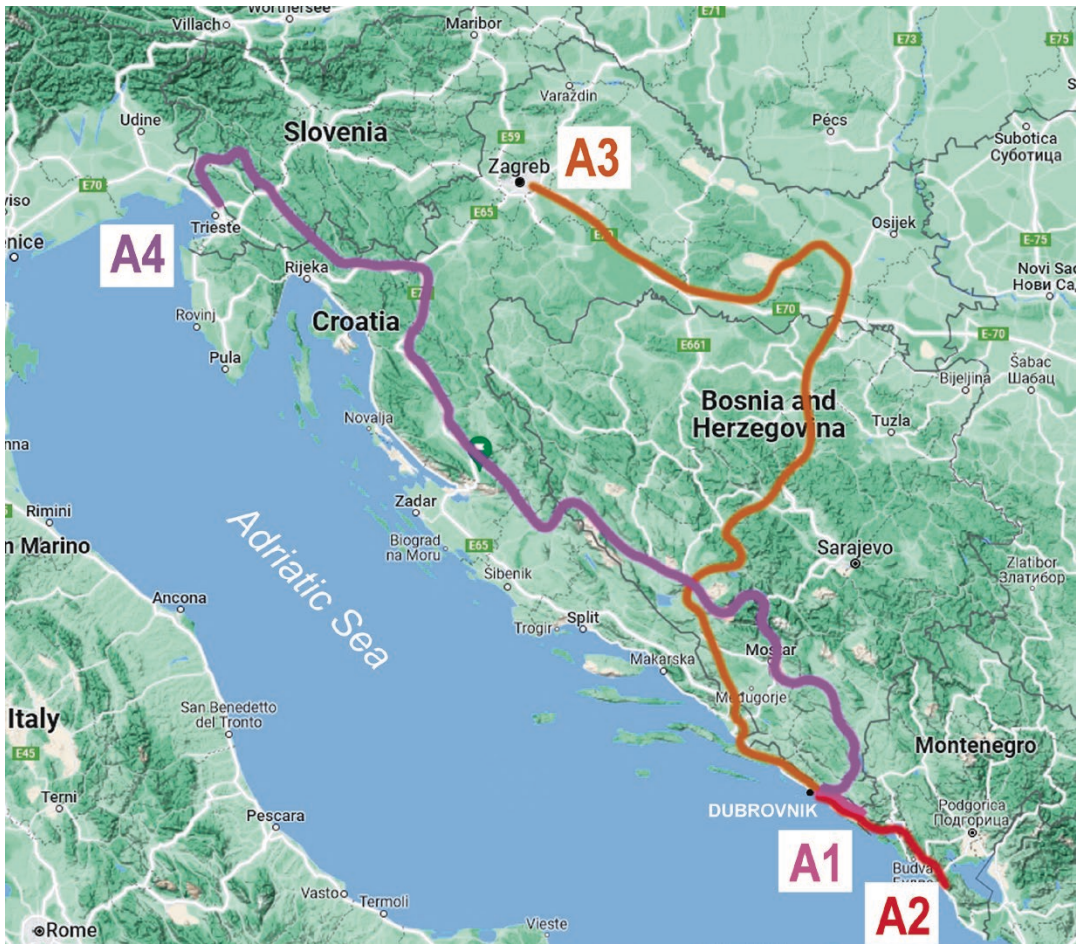 Villach
Wörthersee
Maribor
E71
E73
E75
Varaždin
Pécs
Subotica
Суботица
Udine
Slovenia
E59
Zagreb
A3
E70
viso
E65
Osijek
Trieste
enice
A4
Rijeka
E-75
Novi Sad
Нови Сад
Rovinj
Croatia
E70
E-70
Pula
E661
Šabac
Шабац
Bijeljina
Bosnia and
Herzegovina
Tuzla
Novalja
nna
Zadar
Rimini
Adriatic Sea
Biograd
na Moru
E65
Sarajevo
n Marino
Zlatibor
Златибор
Šibenik
Ancona
Trogir
Split
Mostar
Makarska
Međugorje
San Benedetto
del Tronto
Italy
E45
Montenegro
Terni
DUBROVNIK
Podgorica
Подгорица
Pescara
A1
Budva
A2
Vasto
Termoli
Vieste
Rome